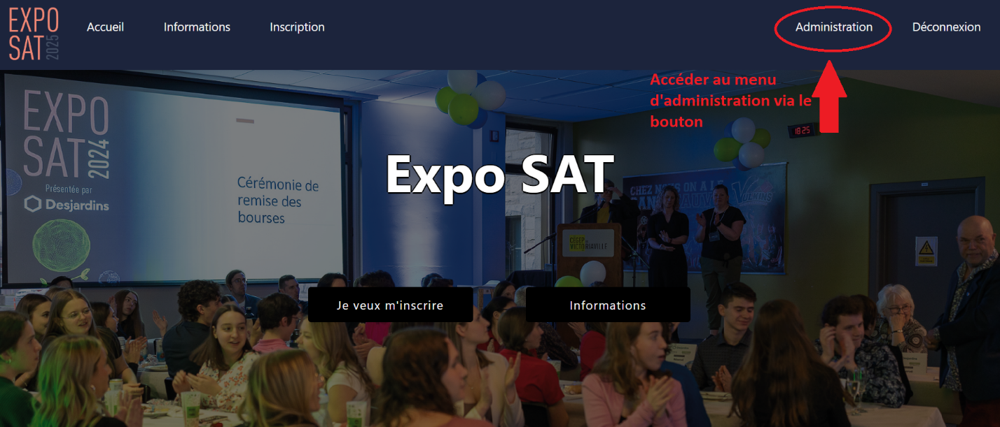 EXPO
SAT 2025
Accueil
Informations
Inscription
Administration
Déconnexion
Accéder au menu
d'administration via le
bouton
EXPO
SAT 2024
Présentée par
Desjardins
Cérémonie de
remise des
bourses
18:25
Expo SAT
CHEZ NOUS ON A LE
VULKINS
CÉGEP DE
VICTORIAVILLE
Je veux m'inscrire
Informations